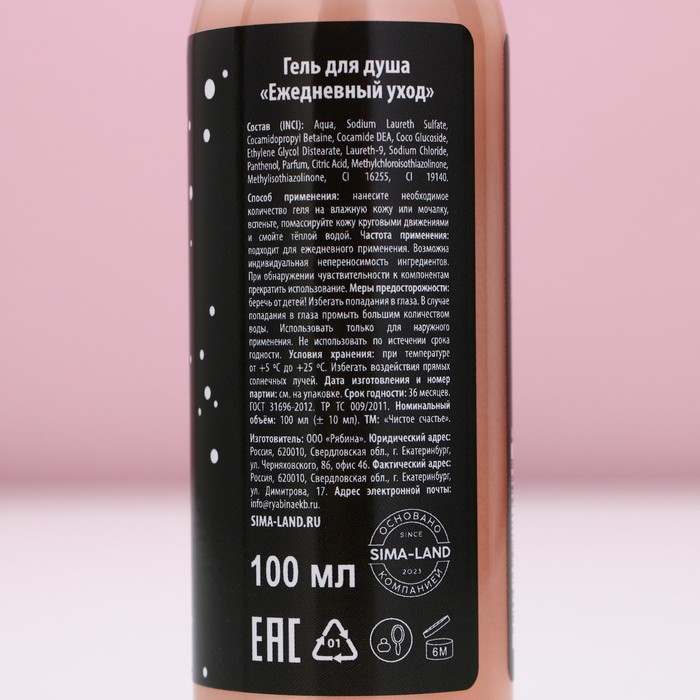 Гель для душа
«Ежедневный уход»
Состав (INCI): Aqua, Sodium Laureth Sulfate,
Cocamidopropyl Betaine, Cocamide DEA, Coco Glucoside,
Ethylene Glycol Distearate, Laureth-9, Sodium Chloride,
Panthenol, Parfum, Citric Acid, Methylchloroisothiazolinone,
Methylisothiazolinone, CI 16255, CI 19140.
Способ применения: нанесите необходимое
количество геля на влажную кожу или мочалку,
вспеньте, помассируйте кожу круговыми движениями
и смойте тёплой водой. Частота применения:
подходит для ежедневного применения. Возможна
индивидуальная непереносимость ингредиентов.
При обнаружении чувствительности к компонентам
прекратить использование. Меры предосторожности:
беречь от детей! Избегать попадания в глаза. В случае
попадания в глаза промыть большим количеством
воды. Использовать только для наружного
применения. Не использовать по истечении срока
годности. Условия хранения: при температуре
от +5 ºС до +25 ºС. Избегать воздействия прямых
солнечных лучей. Дата изготовления и номер
партии: см. на упаковке. Срок годности: 36 месяцев.
ГОСТ 31696-2012. ТР ТС 009/2011. Номинальный
объём: 100 мл (± 10 мл). ТМ: «Чистое счастье».
Изготовитель: ООО «Рябина». Юридический адрес:
Россия, 620010, Свердловская обл., г. Екатеринбург,
ул. Черняховского, 86, офис 46. Фактический адрес:
Россия, 620010, Свердловская обл., г. Екатеринбург,
ул. Димитрова, 17. Адрес электронной почты:
info@ryabinaekb.ru.
SIMA-LAND.RU
ОСНОВАНО
SINCE
SIMA-LAND
2023
КОМПАНИЕЙ
100 мл
ЕАС
01
6M